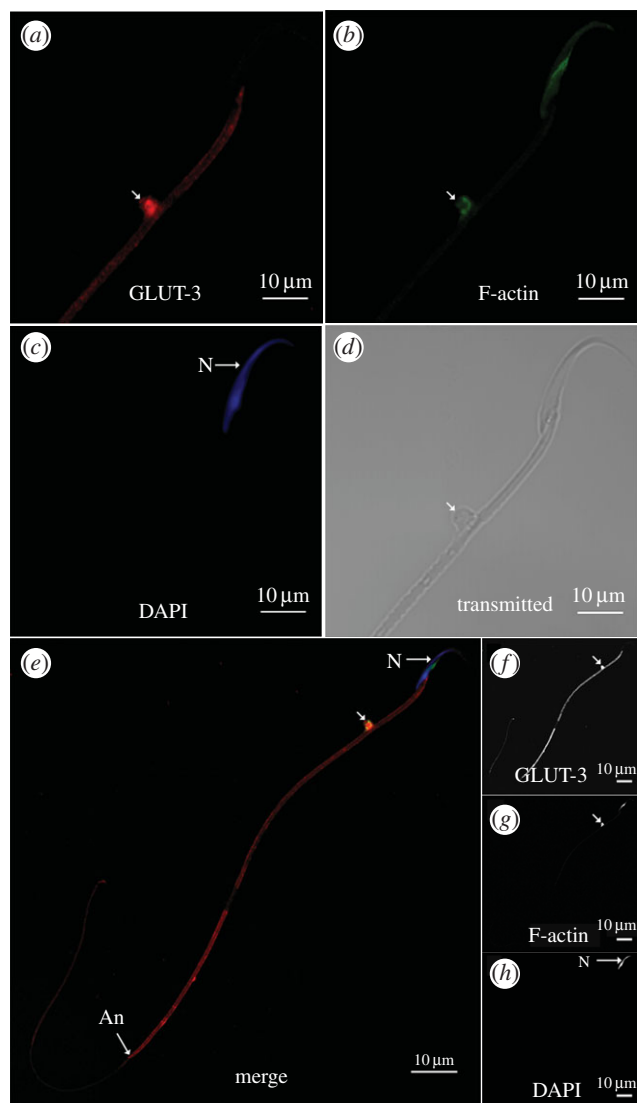 (a)
GLUT-3
10 µm
(b)
F-actin
10 µm
(c)
N
DAPI
10 µm
(d)
transmitted
10 µm
(e)
N
An
merge
10 µm
(f)
GLUT-3
10 µm
(g)
F-actin
10 µm
(h)
N
DAPI
10 µm